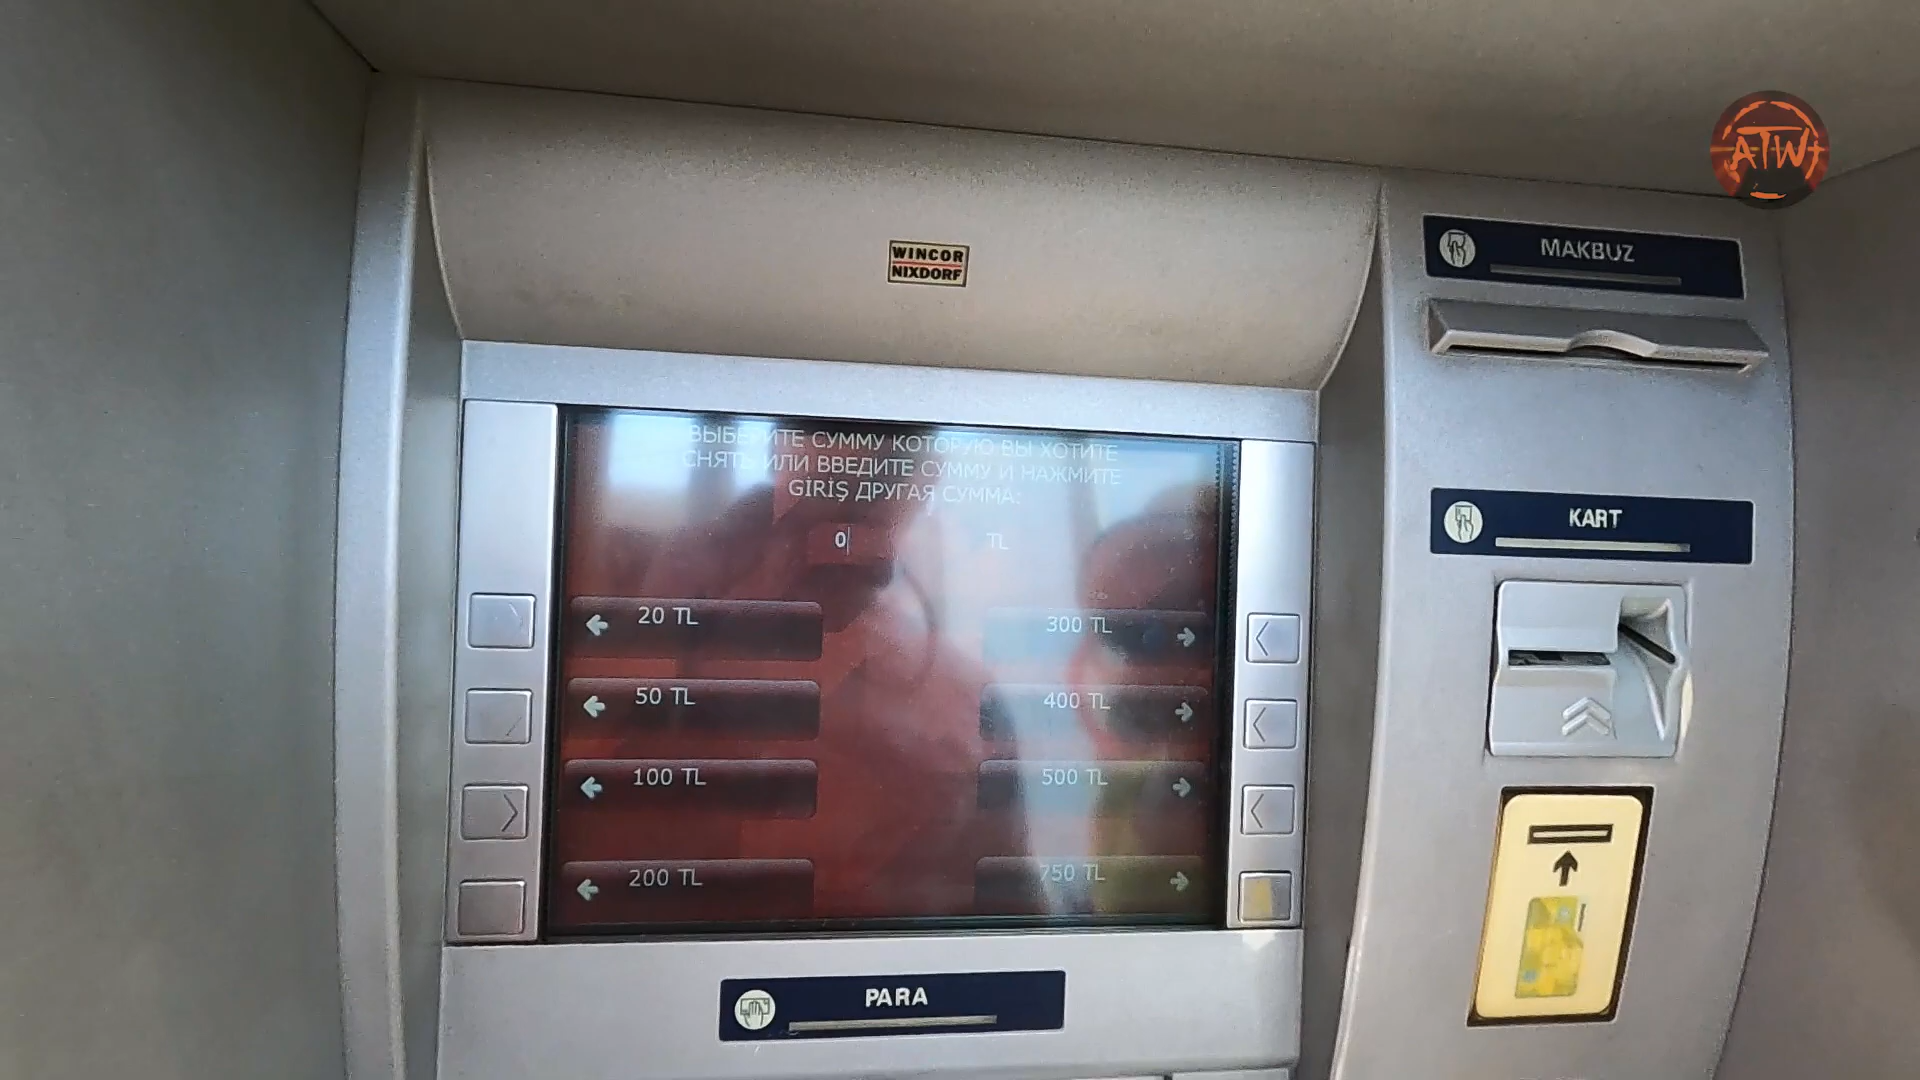 ATW
WINCOR
NIXDORF
MAKBUZ
ВЫБЕРИТЕ СУММУ КОТОРУЮ ВЫ ХОТИТЕ
СНЯТЬ ИЛИ ВВЕДИТЕ СУММУ И НАЖМИТЕ
GİRİŞ ДРУГАЯ СУММА:
0 TL
20 TL
300 TL
50 TL
400 TL
100 TL
500 TL
200 TL
750 TL
KART
PARA